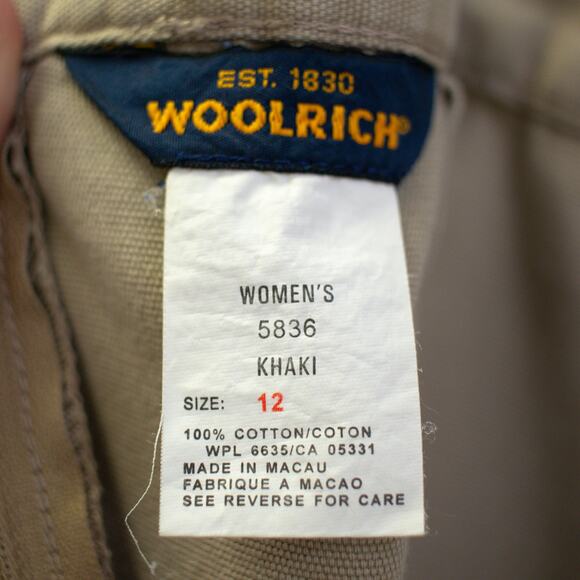 EST. 1830
WOOLRICH®
WOMEN'S
5836
KHAKI
SIZE: 12
100% COTTON/COTON
WPL 6635/CA 05331
MADE IN MACAU
FABRIQUE A MACAO
SEE REVERSE FOR CARE